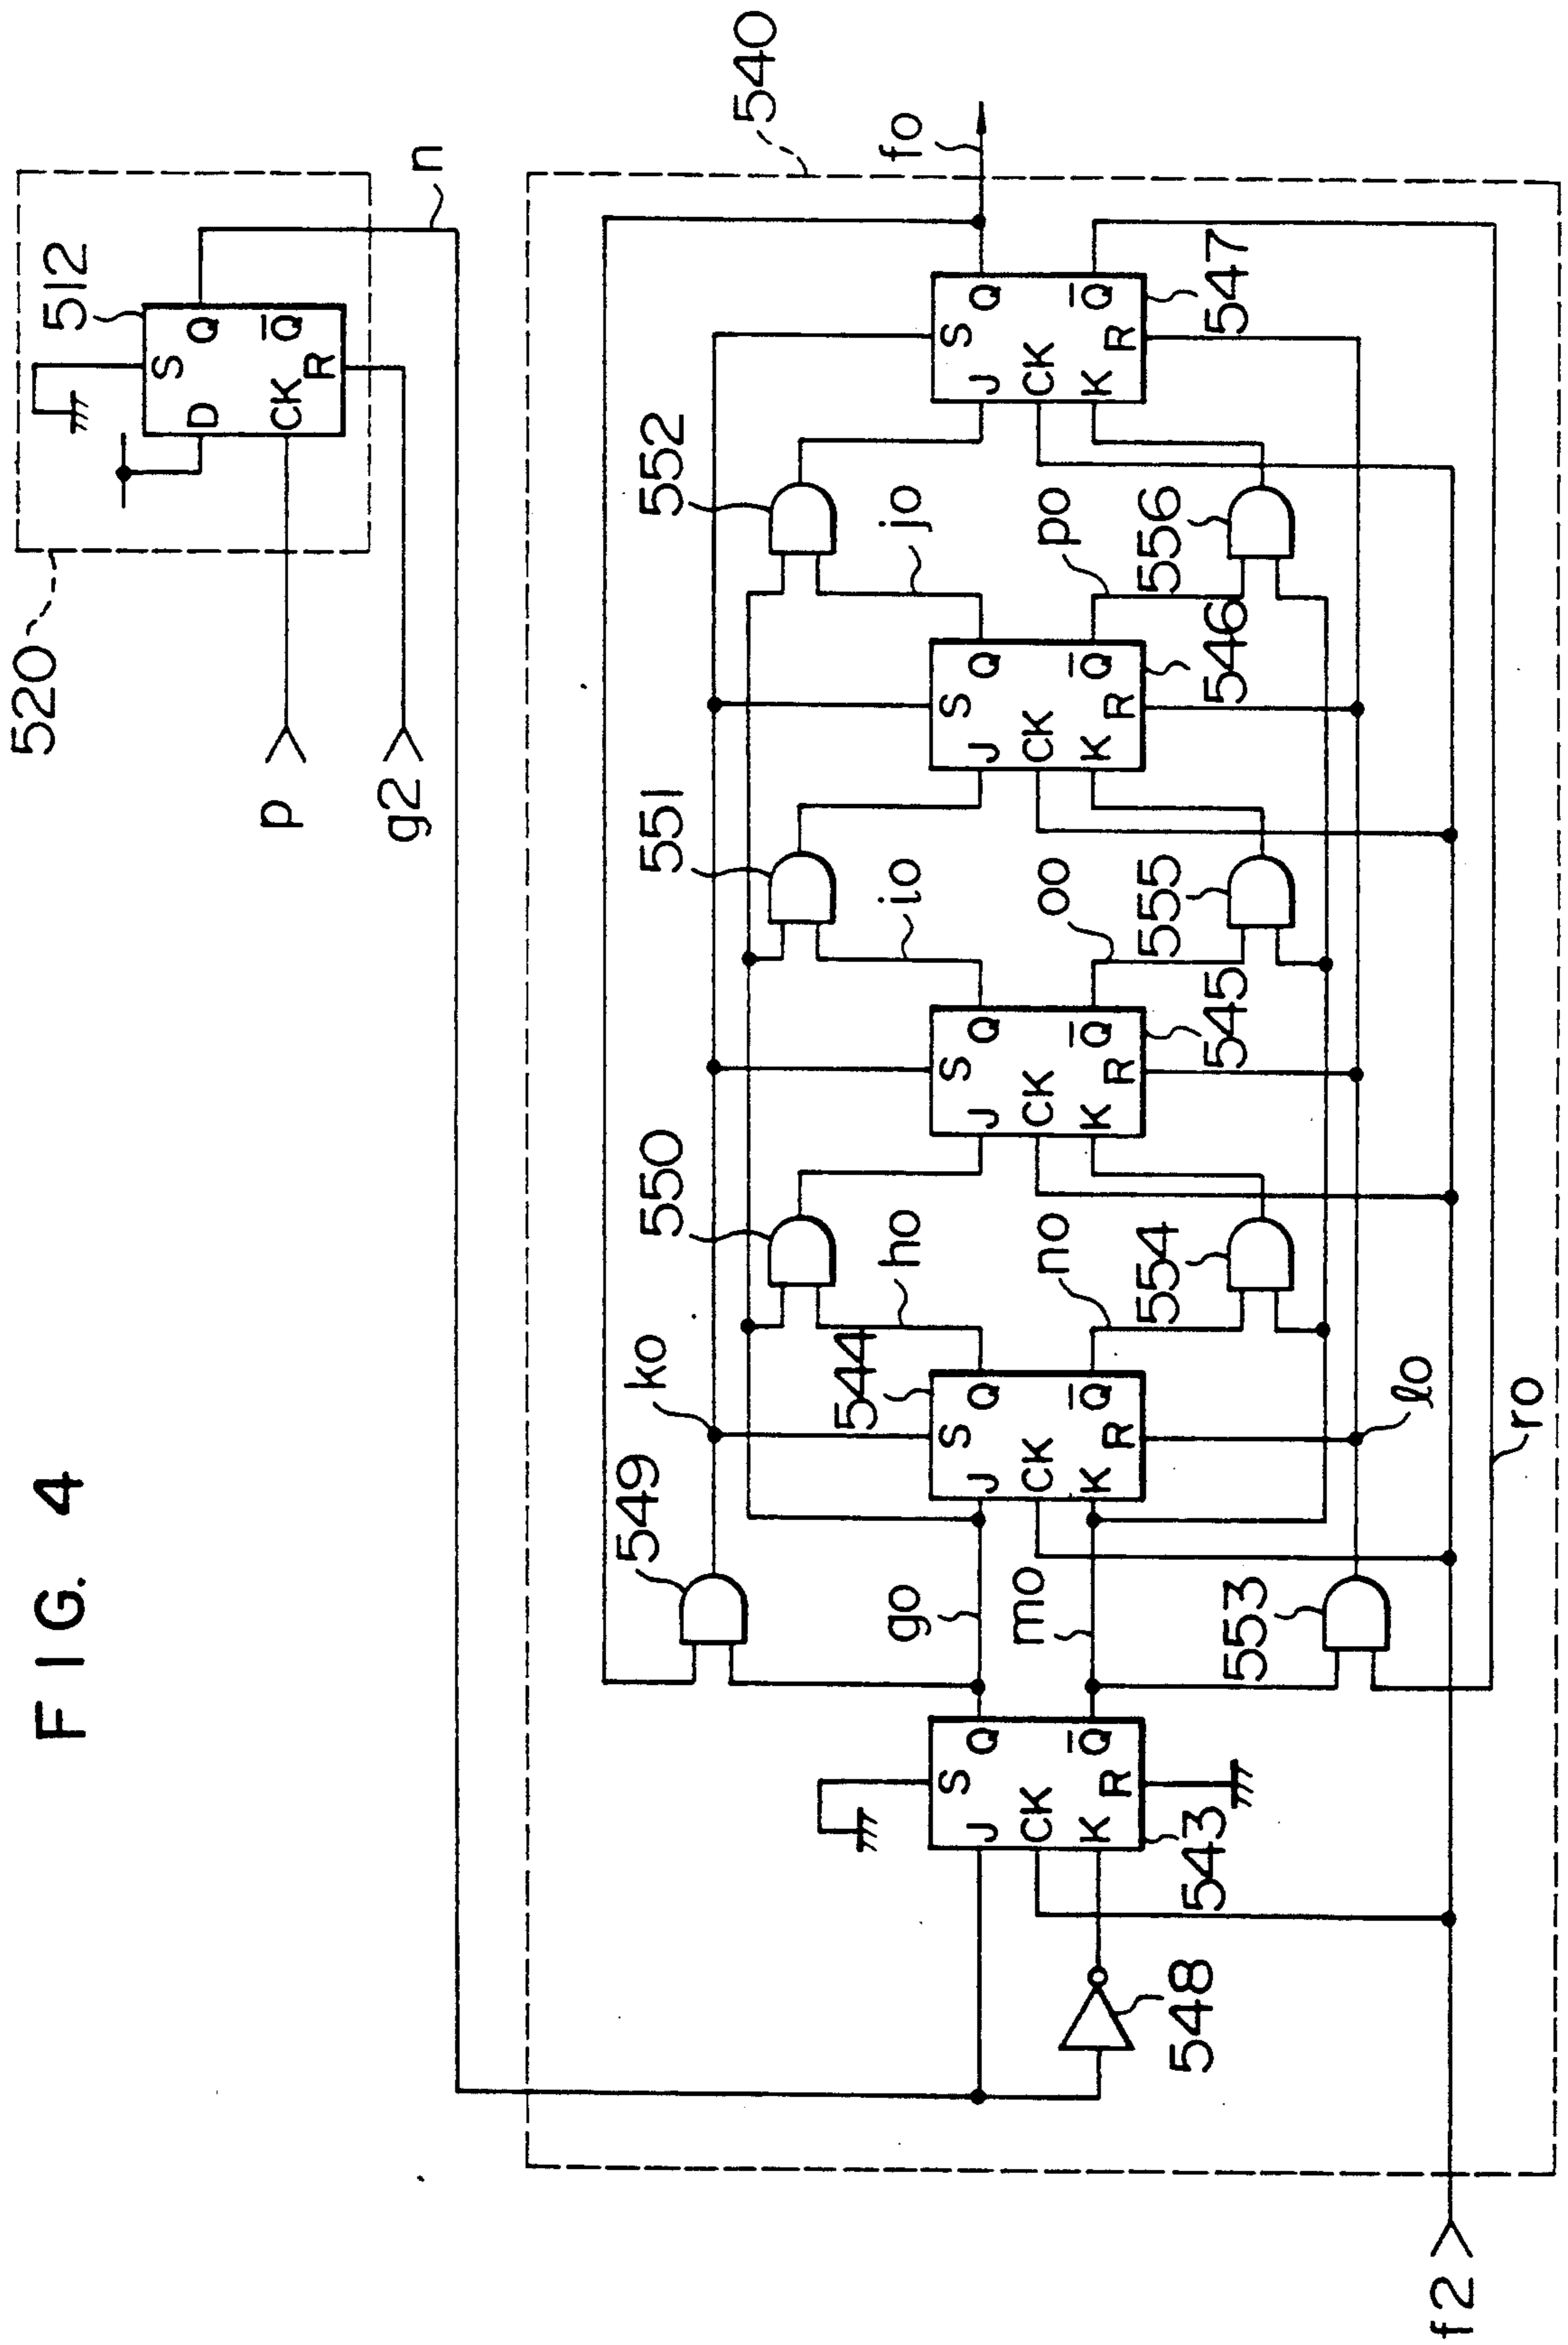 FIG. 4
520
512
S
D
Q
CK
Q̅
R
p
g2
n
540
549
ko
550
551
552
544
ho
io
jo
fo
go
mo
no
oo
po
S
J
Q
CK
K
Q̅
R
543
S
J
Q
CK
K
Q̅
R
S
J
Q
CK
K
Q̅
R
545
S
J
Q
CK
K
Q̅
R
546
S
J
Q
CK
K
Q̅
R
547
548
553
554
555
556
ℓo
ro
f2